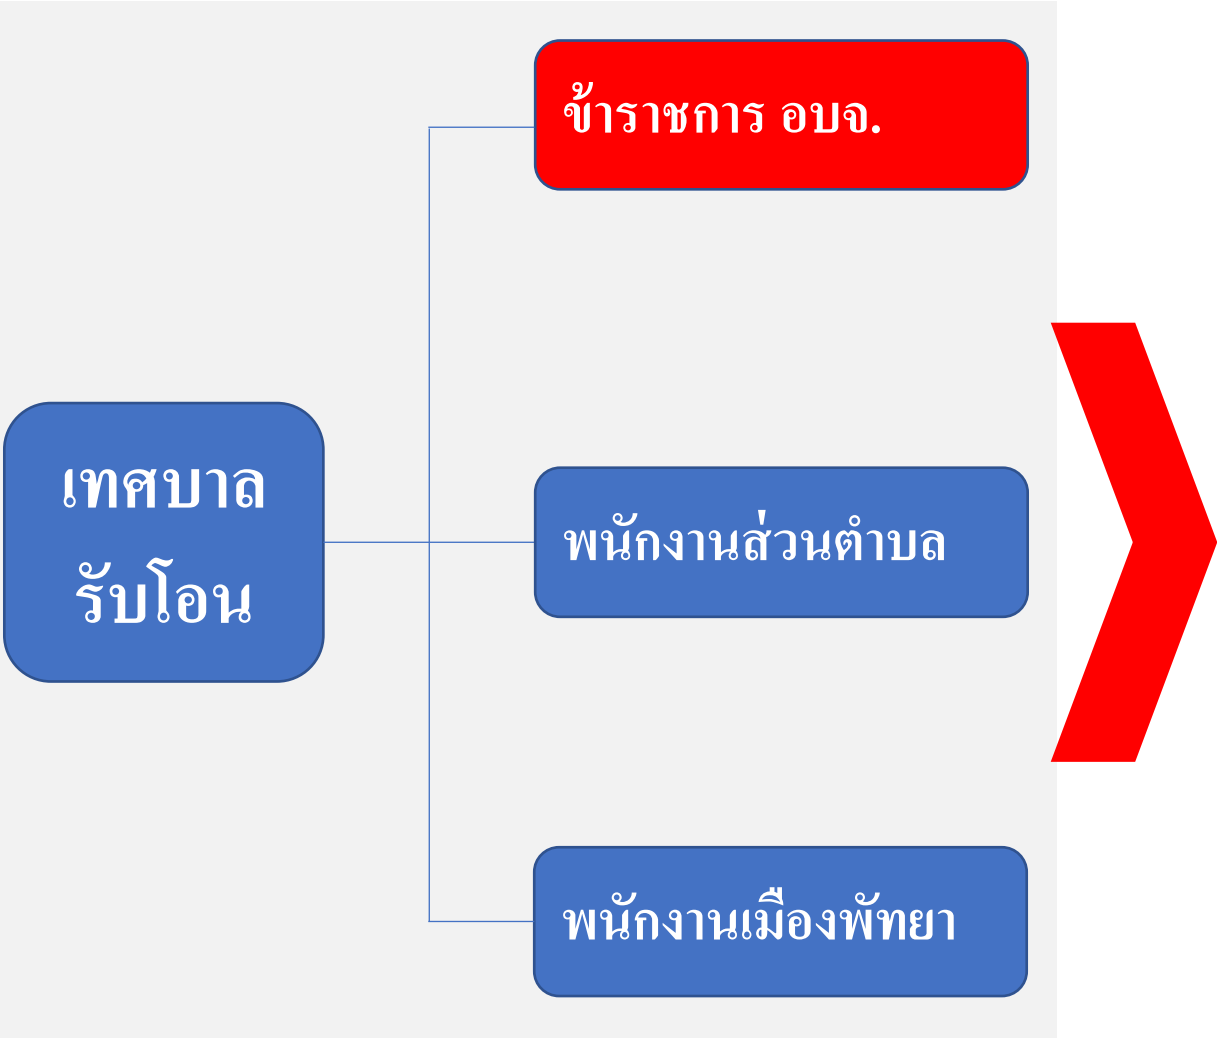 ข้าราชการ อบจ.
เทศบาล
รับโอน
พนักงานส่วนตำบล
พนักงานเมืองพัทยา